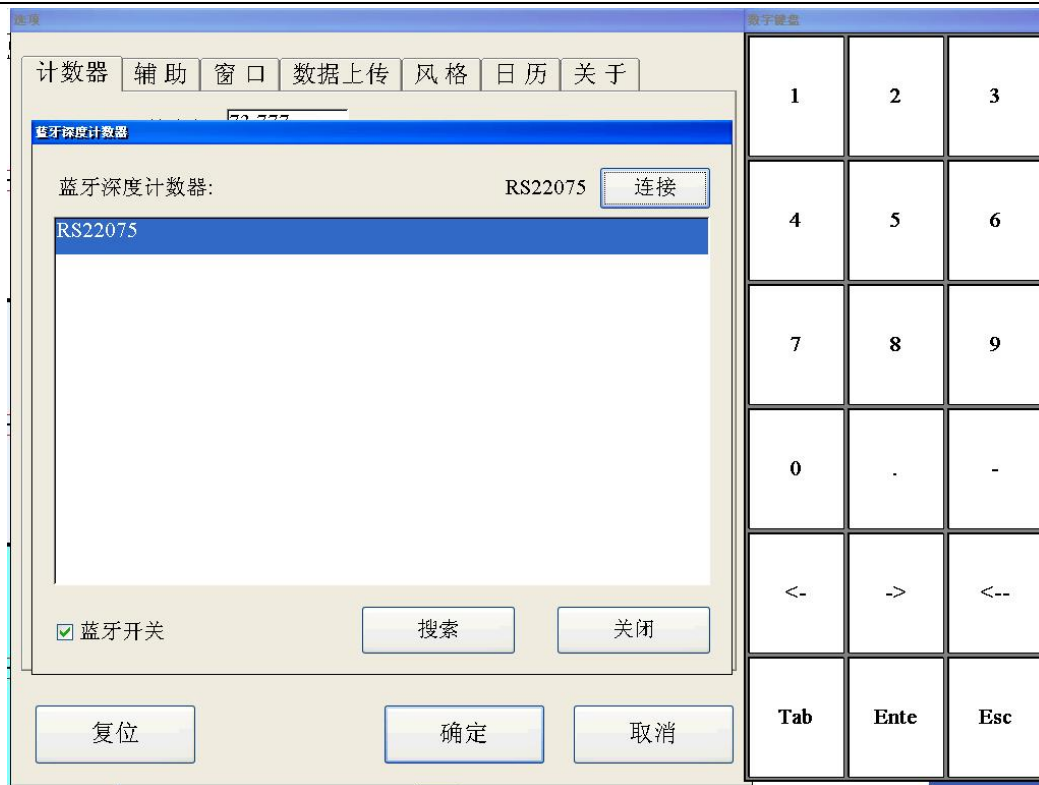 选项
计数器 辅助 窗口 数据上传 风格 日历 关于
蓝牙深度计数器
蓝牙深度计数器: RS22075 连接
RS22075
蓝牙开关 搜索 关闭
复位 确定 取消
数字键盘
1 2 3
4 5 6
7 8 9
0 . -
<- -> <--
Tab Ente Esc